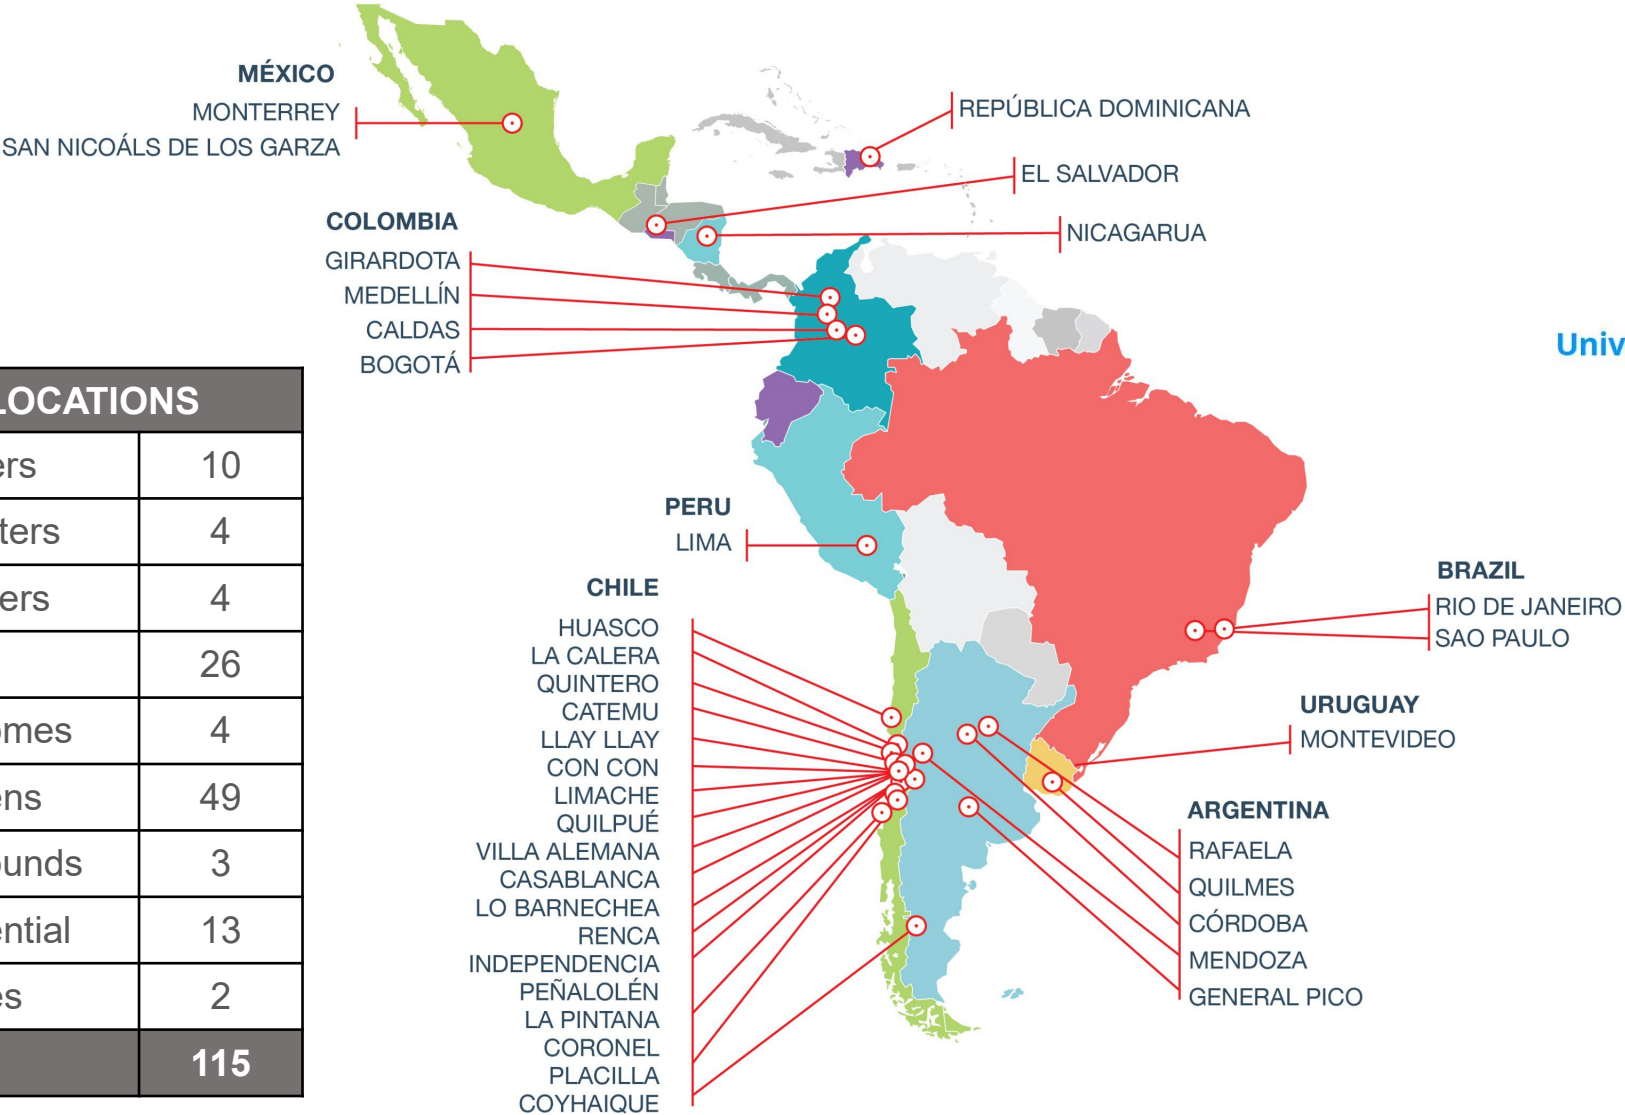 MÉXICO
MONTERREY
SAN NICOÁLS DE LOS GARZA
REPÚBLICA DOMINICANA
EL SALVADOR
NICAGARUA
COLOMBIA
GIRARDOTA
MEDELLÍN
CALDAS
BOGOTÁ
Univ
LOCATIONS
ers 10
ters 4
ers 4
26
omes 4
ens 49
ounds 3
ential 13
es 2
115
PERU
LIMA
CHILE
HUASCO
LA CALERA
QUINTERO
CATEMU
LLAY LLAY
CON CON
LIMACHE
QUILPUÉ
VILLA ALEMANA
CASABLANCA
LO BARNECHEA
RENCA
INDEPENDENCIA
PEÑALOLÉN
LA PINTANA
CORONEL
PLACILLA
COYHAIQUE
BRAZIL
RIO DE JANEIRO
SAO PAULO
URUGUAY
MONTEVIDEO
ARGENTINA
RAFAELA
QUILMES
CÓRDOBA
MENDOZA
GENERAL PICO